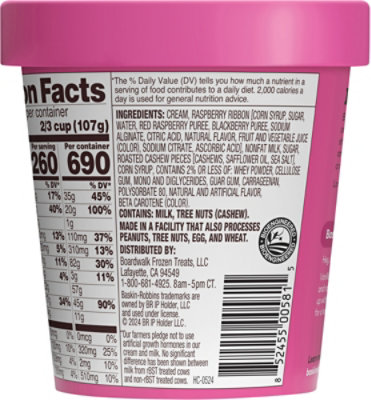 on Facts
per container
2/3 cup (107g)
Per serving Per container
260 690
% DV* % DV*
17% 35g 45%
40% 20g 100%
1g
13% 110mg 37%
5% 310mg 13%
11% 82g 30%
4% 3g 11%
57g
34% 45g 90%
11g
0% 0mcg 0%
10% 320mg 25%
2mg 10%
4% 510mg 10%
*The % Daily Value (DV) tells you how much a nutrient in a
serving of food contributes to a daily diet. 2,000 calories a
day is used for general nutrition advice.
INGREDIENTS: CREAM, RASPBERRY RIBBON [CORN SYRUP, SUGAR,
WATER, RED RASPBERRY PUREE, BLACKBERRY PUREE, SODIUM
ALGINATE, CITRIC ACID, NATURAL FLAVOR, FRUIT AND VEGETABLE JUICE
(COLOR), SODIUM CITRATE, ASCORBIC ACID], NONFAT MILK, SUGAR,
ROASTED CASHEW PIECES [CASHEWS, SAFFLOWER OIL, SEA SALT],
CORN SYRUP, CONTAINS 2% OR LESS OF: WHEY POWDER, CELLULOSE
GUM, MONO AND DIGLYCERIDES, GUAR GUM, CARRAGEENAN,
POLYSORBATE 80, NATURAL AND ARTIFICIAL FLAVOR,
BETA CAROTENE (COLOR).
CONTAINS: MILK, TREE NUTS (CASHEW).
MADE IN A FACILITY THAT ALSO PROCESSES
PEANUTS, TREE NUTS, EGG, AND WHEAT.
DISTRIBUTED BY:
Boardwalk Frozen Treats, LLC
Lafayette, CA 94549
1-800-681-4925. 8am-5pm CT.
Baskin-Robbins trademarks are
owned by BR IP Holder, LLC
and used under license.
© 2024 BR IP Holder, LLC
*Our farmers pledge not to use
artificial growth hormones in our
cream and milk. No significant
difference has been shown between
milk from rBST treated cows
and non-rBST treated cows. HC-0524
BIOENGINEERED
8 52455 00581 5